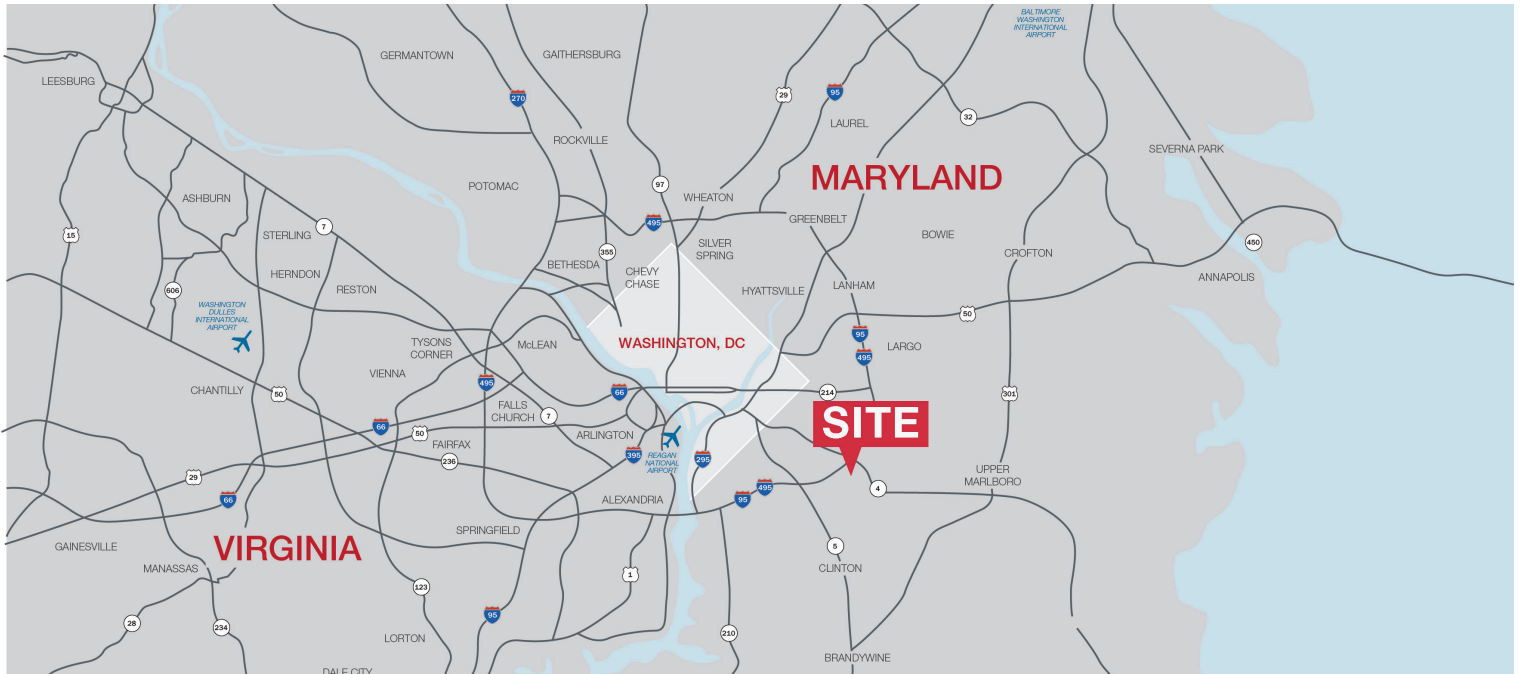 BALTIMORE
WASHINGTON
INTERNATIONAL
AIRPORT
GERMANTOWN
GAITHERSBURG
LEESBURG
270
29
95
32
LAUREL
ROCKVILLE
SEVERNA PARK
MARYLAND
POTOMAC
97
WHEATON
ASHBURN
495
GREENBELT
7
15
STERLING
BOWIE
450
SILVER
SPRING
355
CROFTON
BETHESDA
CHEVY
CHASE
HERNDON
ANNAPOLIS
RESTON
606
HYATTSVILLE
LANHAM
WASHINGTON
DULLES
INTERNATIONAL
AIRPORT
50
95
TYSONS
CORNER
McLEAN
WASHINGTON, DC
LARGO
495
VIENNA
495
CHANTILLY
50
66
214
301
FALLS
CHURCH
7
SITE
66
50
ARLINGTON
FAIRFAX
236
395
REAGAN
NATIONAL
AIRPORT
295
29
UPPER
MARLBORO
495
4
66
ALEXANDRIA
95
SPRINGFIELD
GAINESVILLE
VIRGINIA
5
MANASSAS
CLINTON
1
123
95
28
234
210
LORTON
BRANDYWINE
DALE CITY